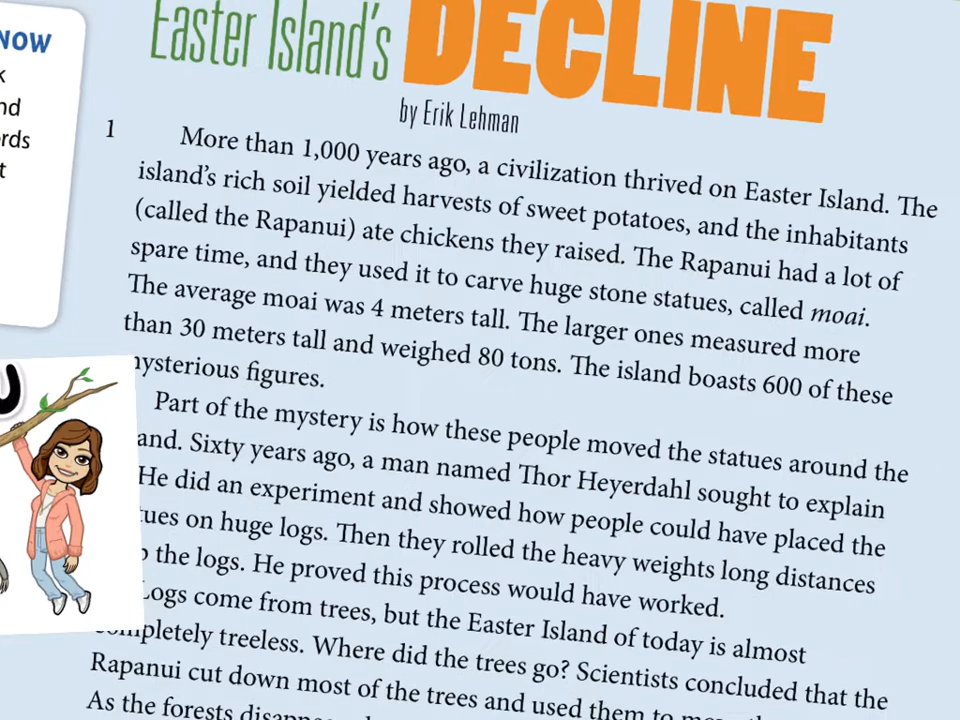 Easter Island's DECLINE
by Erik Lehman
NOW
nd
rds
1 More than 1,000 years ago, a civilization thrived on Easter Island. The
island's rich soil yielded harvests of sweet potatoes, and the inhabitants
(called the Rapanui) ate chickens they raised. The Rapanui had a lot of
spare time, and they used it to carve huge stone statues, called moai.
The average moai was 4 meters tall. The larger ones measured more
than 30 meters tall and weighed 80 tons. The island boasts 600 of these
mysterious figures.
Part of the mystery is how these people moved the statues around the
and. Sixty years ago, a man named Thor Heyerdahl sought to explain
He did an experiment and showed how people could have placed the
tues on huge logs. Then they rolled the heavy weights long distances
the logs. He proved this process would have worked.
Logs come from trees, but the Easter Island of today is almost
completely treeless. Where did the trees go? Scientists concluded that the
Rapanui cut down most of the trees and used them to
As the forests